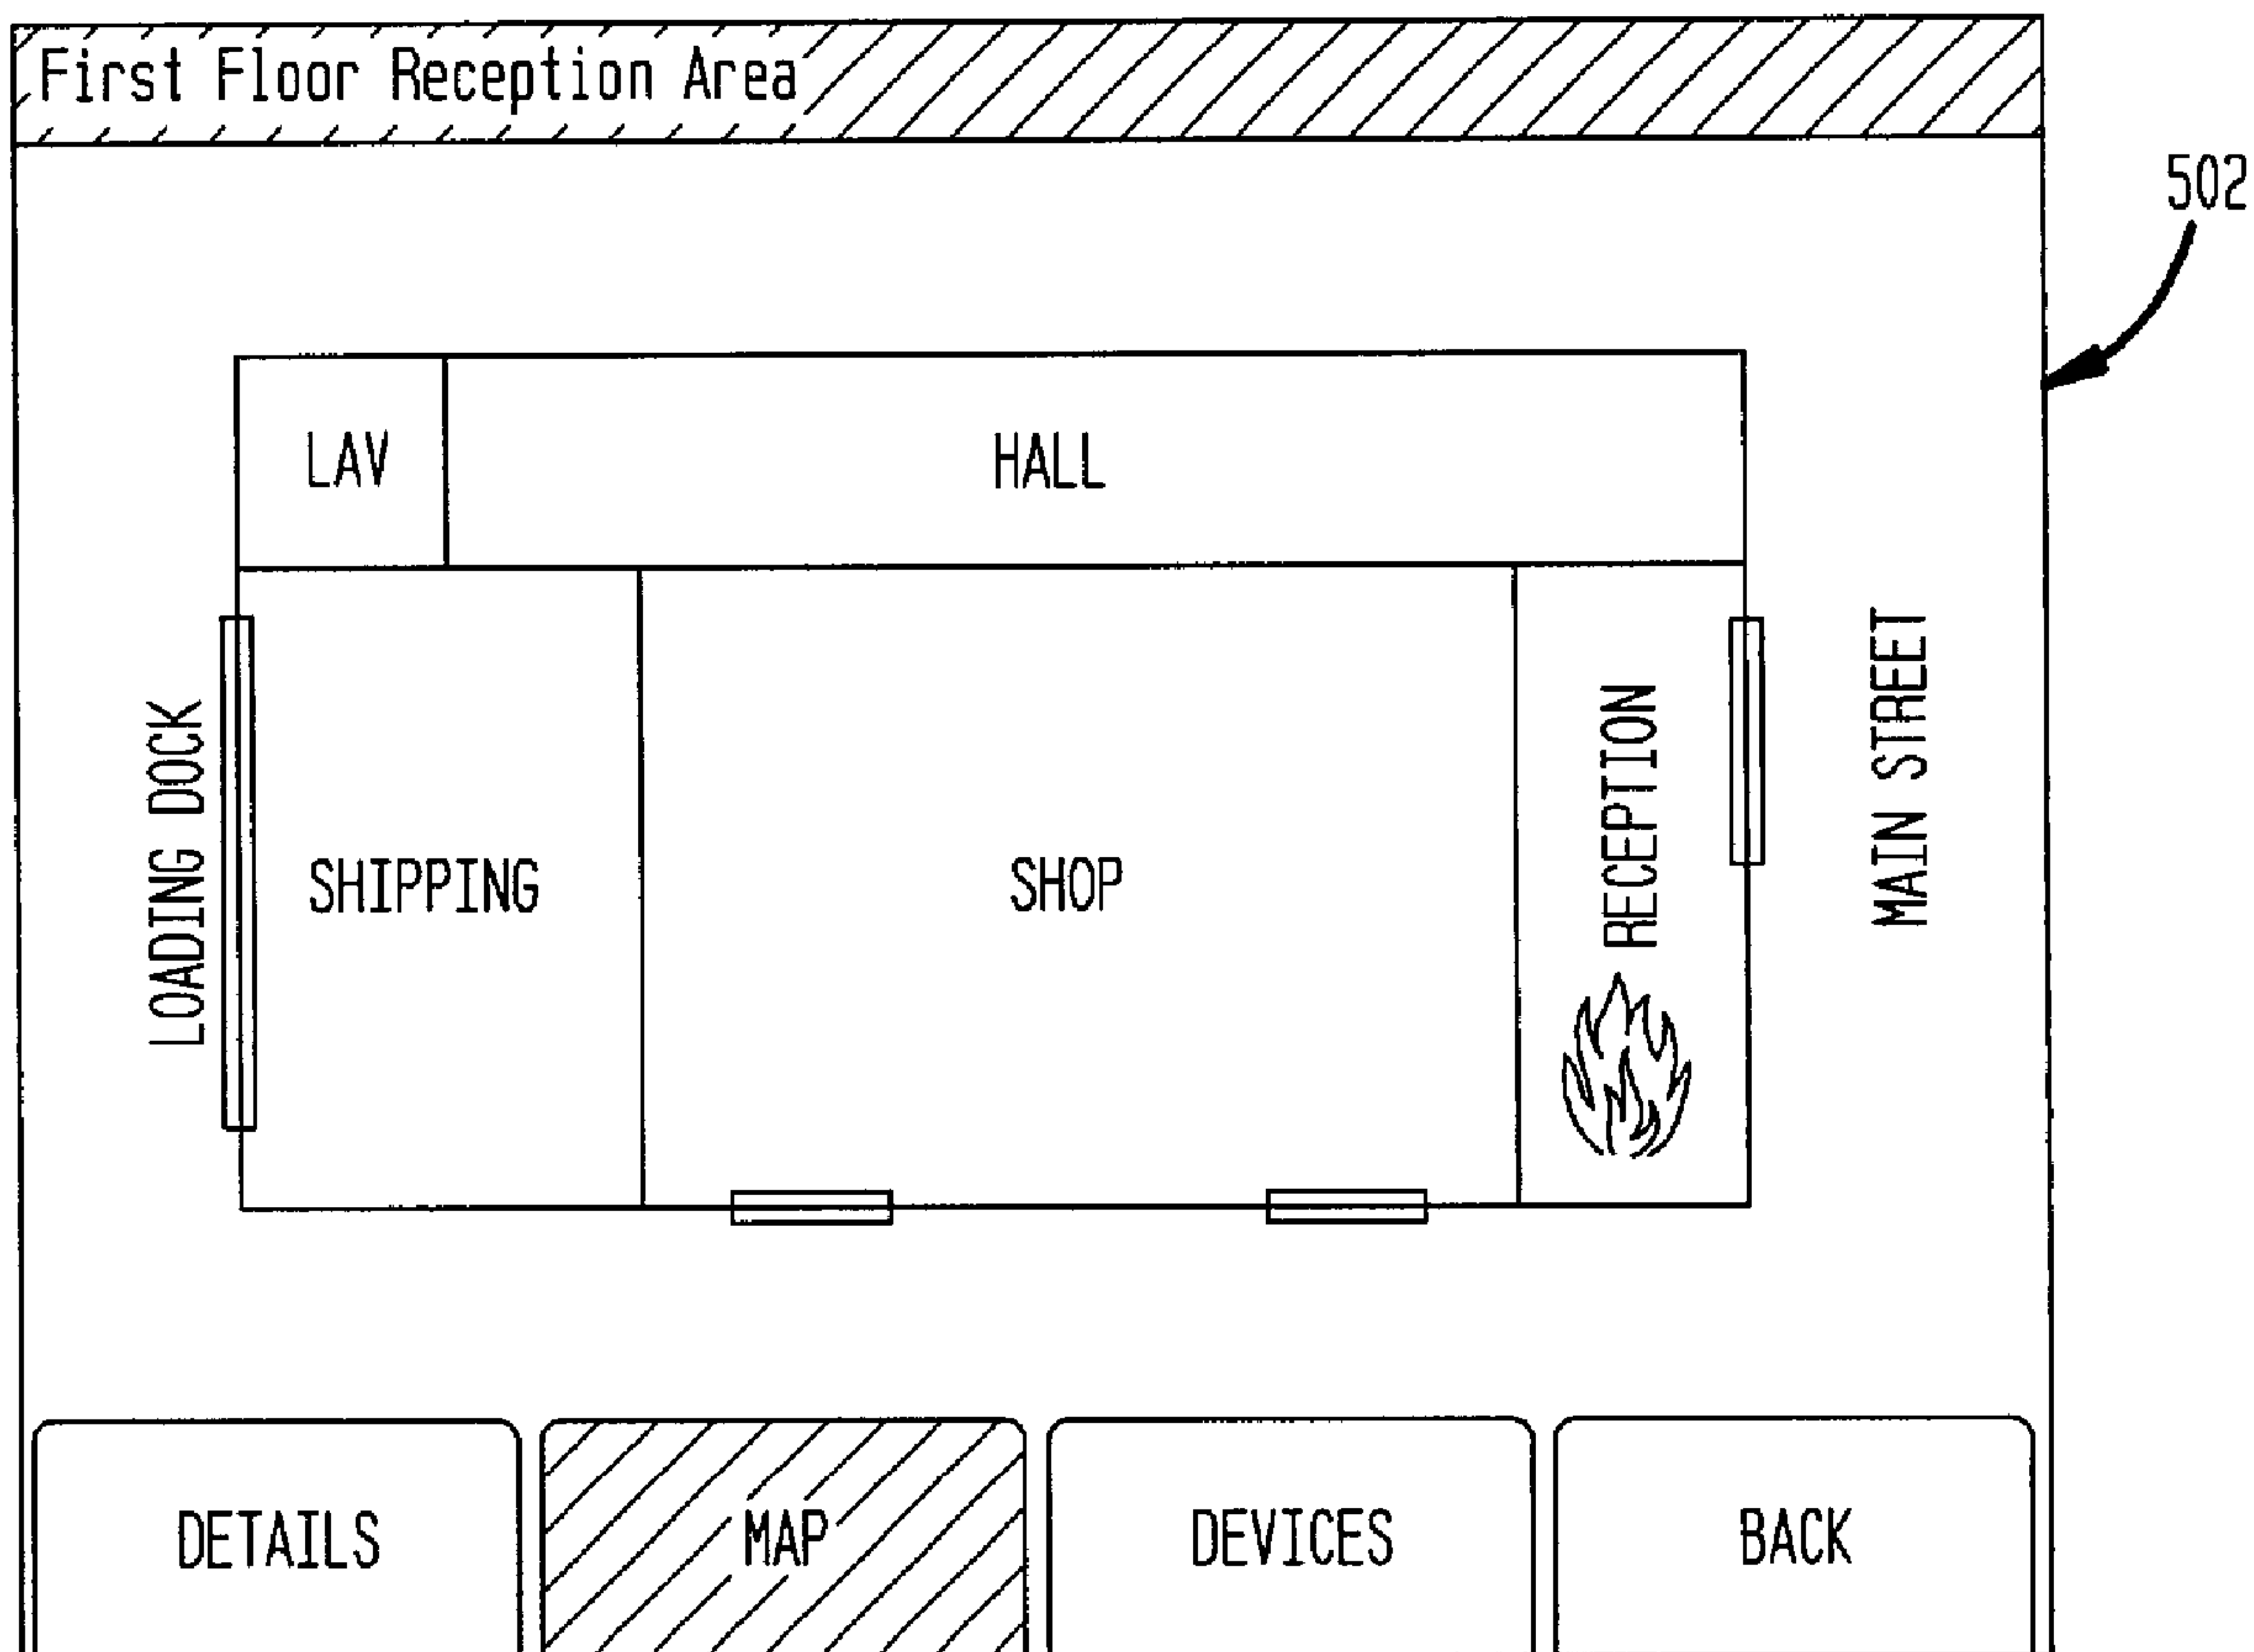 First Floor Reception Area
502
LAV
HALL
LOADING DOCK
SHIPPING
SHOP
RECEPTION
MAIN STREET
DETAILS
MAP
DEVICES
BACK